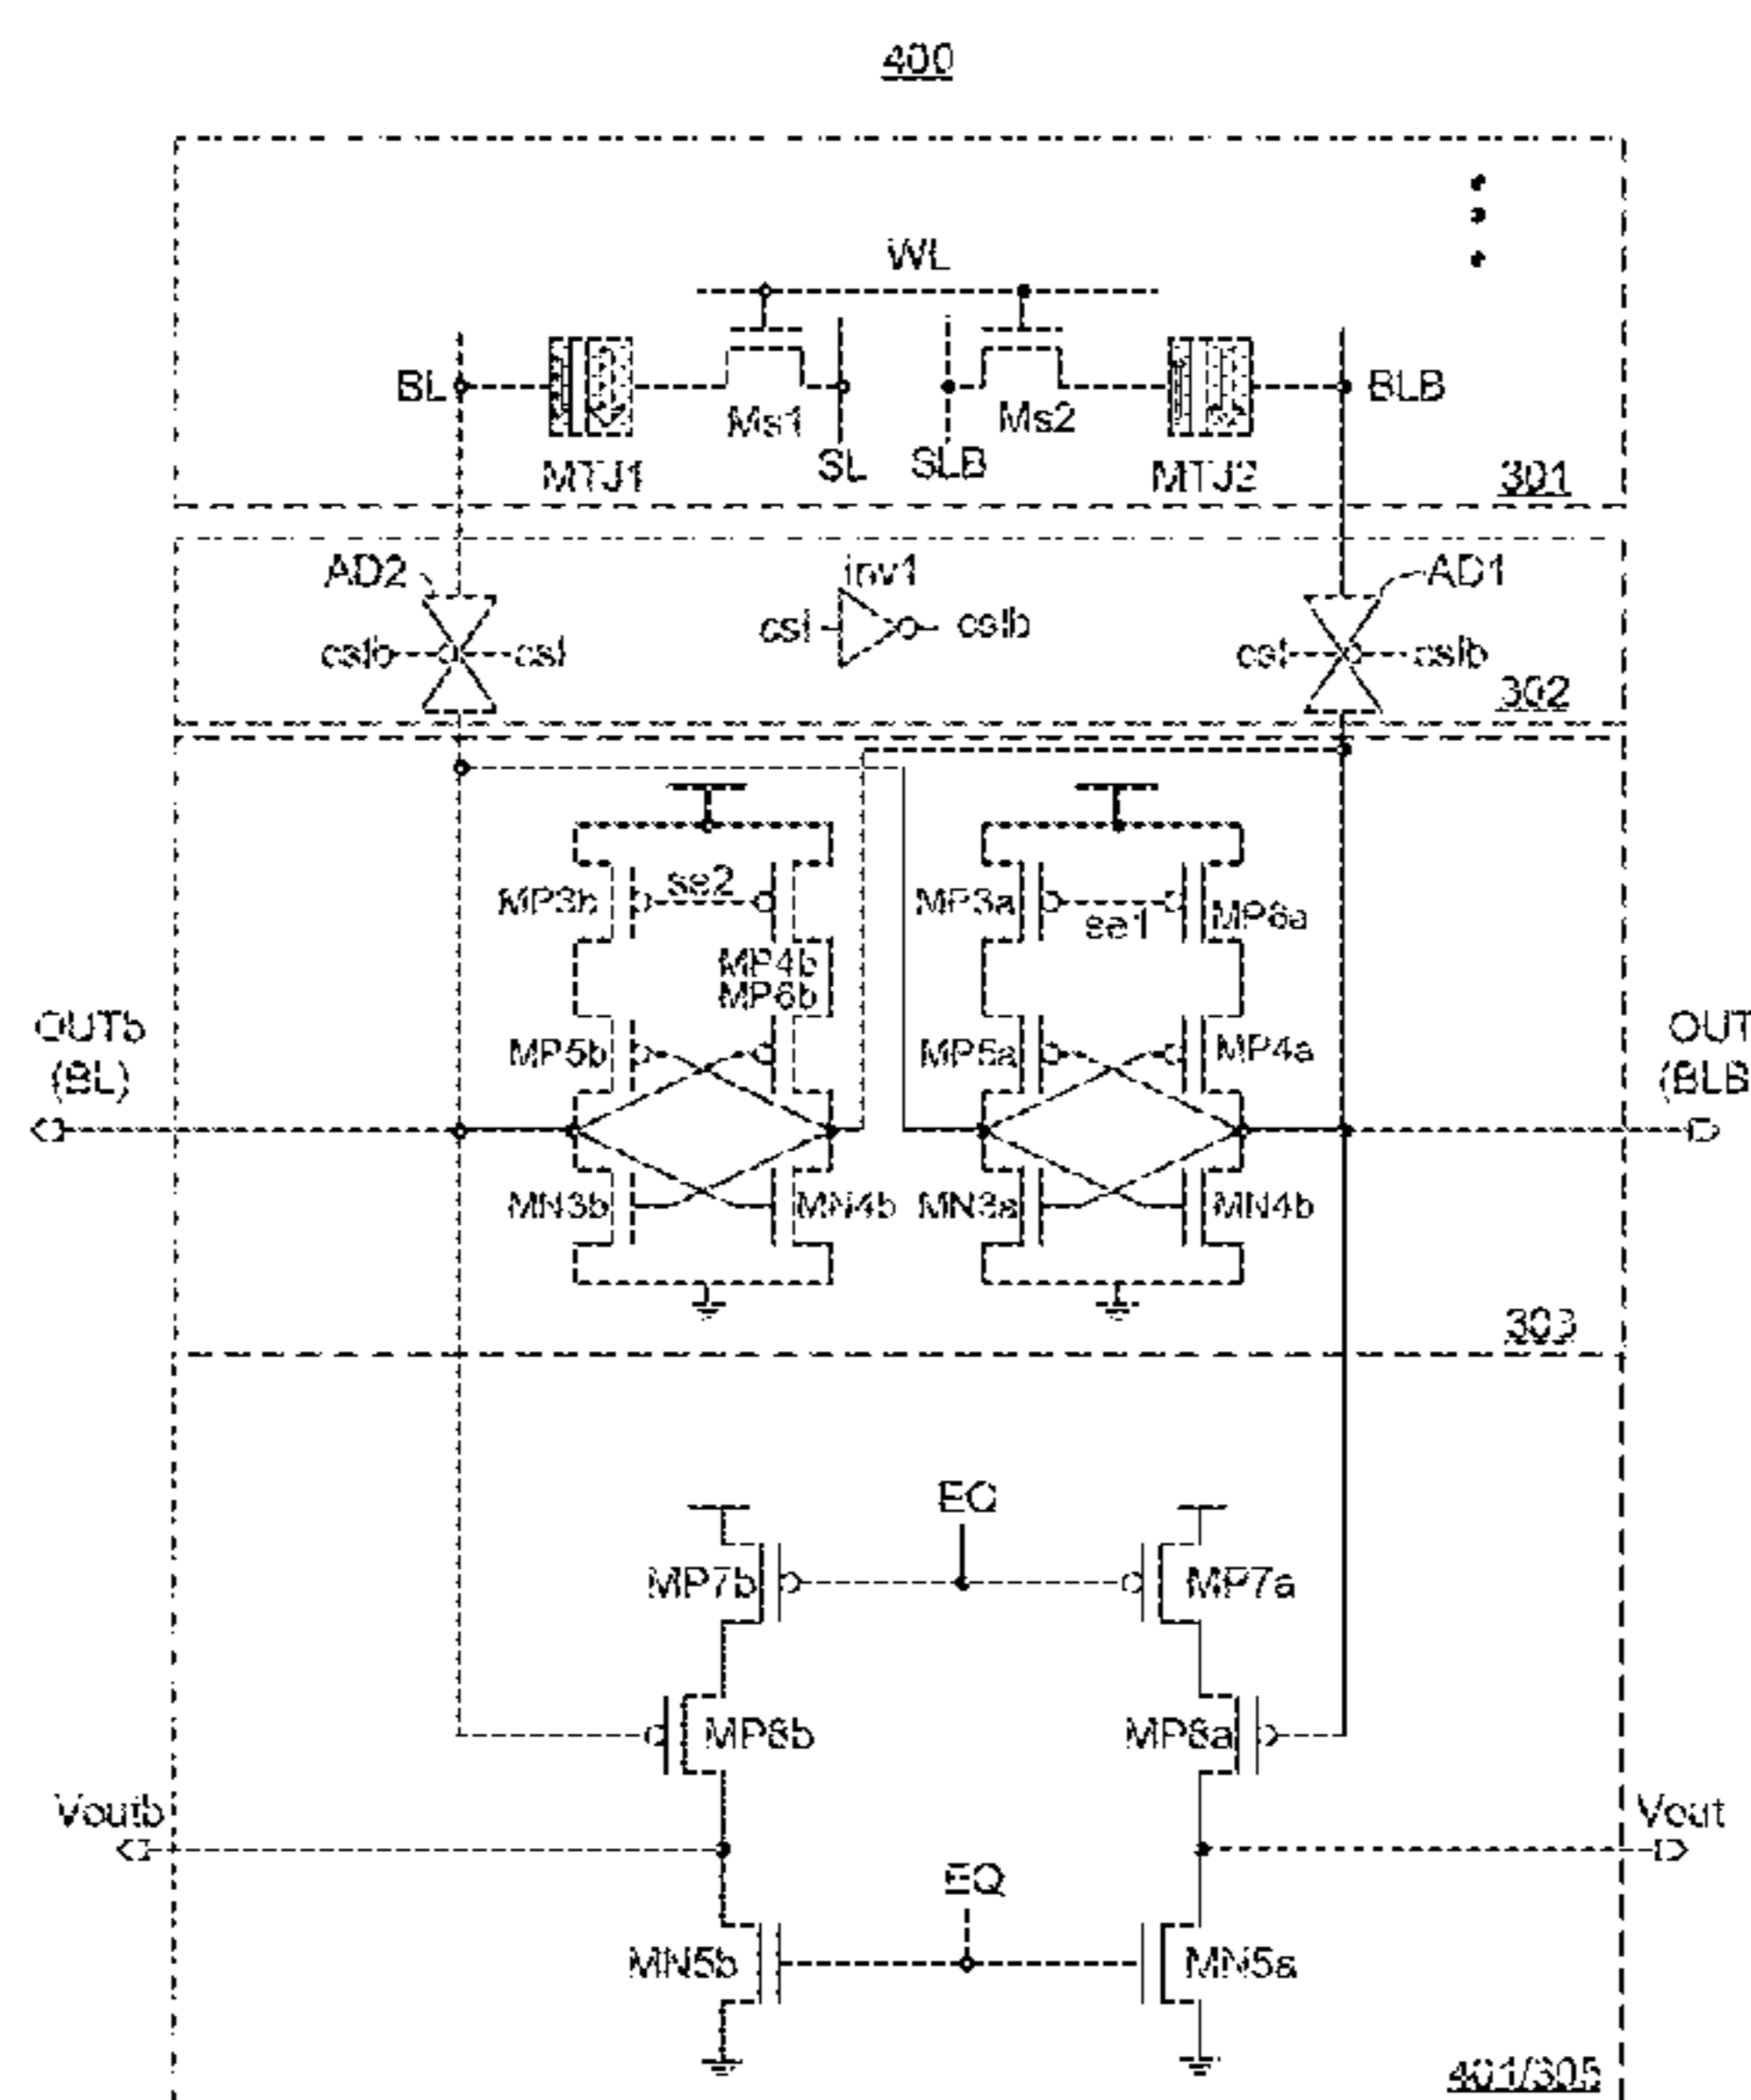 400
WL
BL
Ms1
Ms2
BLB
SL
SLB
MTJ1
MTJ2
301
AD2
inv1
AD1
csl
cslb
cslb
csl
csl
cslb
302
MP3b
se2
MP3a
se1
MP6a
MP4b
MP6b
OUTb
(BL)
MP5b
MP5a
MP4a
OUT
(BLB
MN3b
MN4b
MN3a
MN4b
303
EQ
MP7b
MP7a
MP8b
MP8a
Voutb
Vout
EQ
MN5b
MN5a
401/305